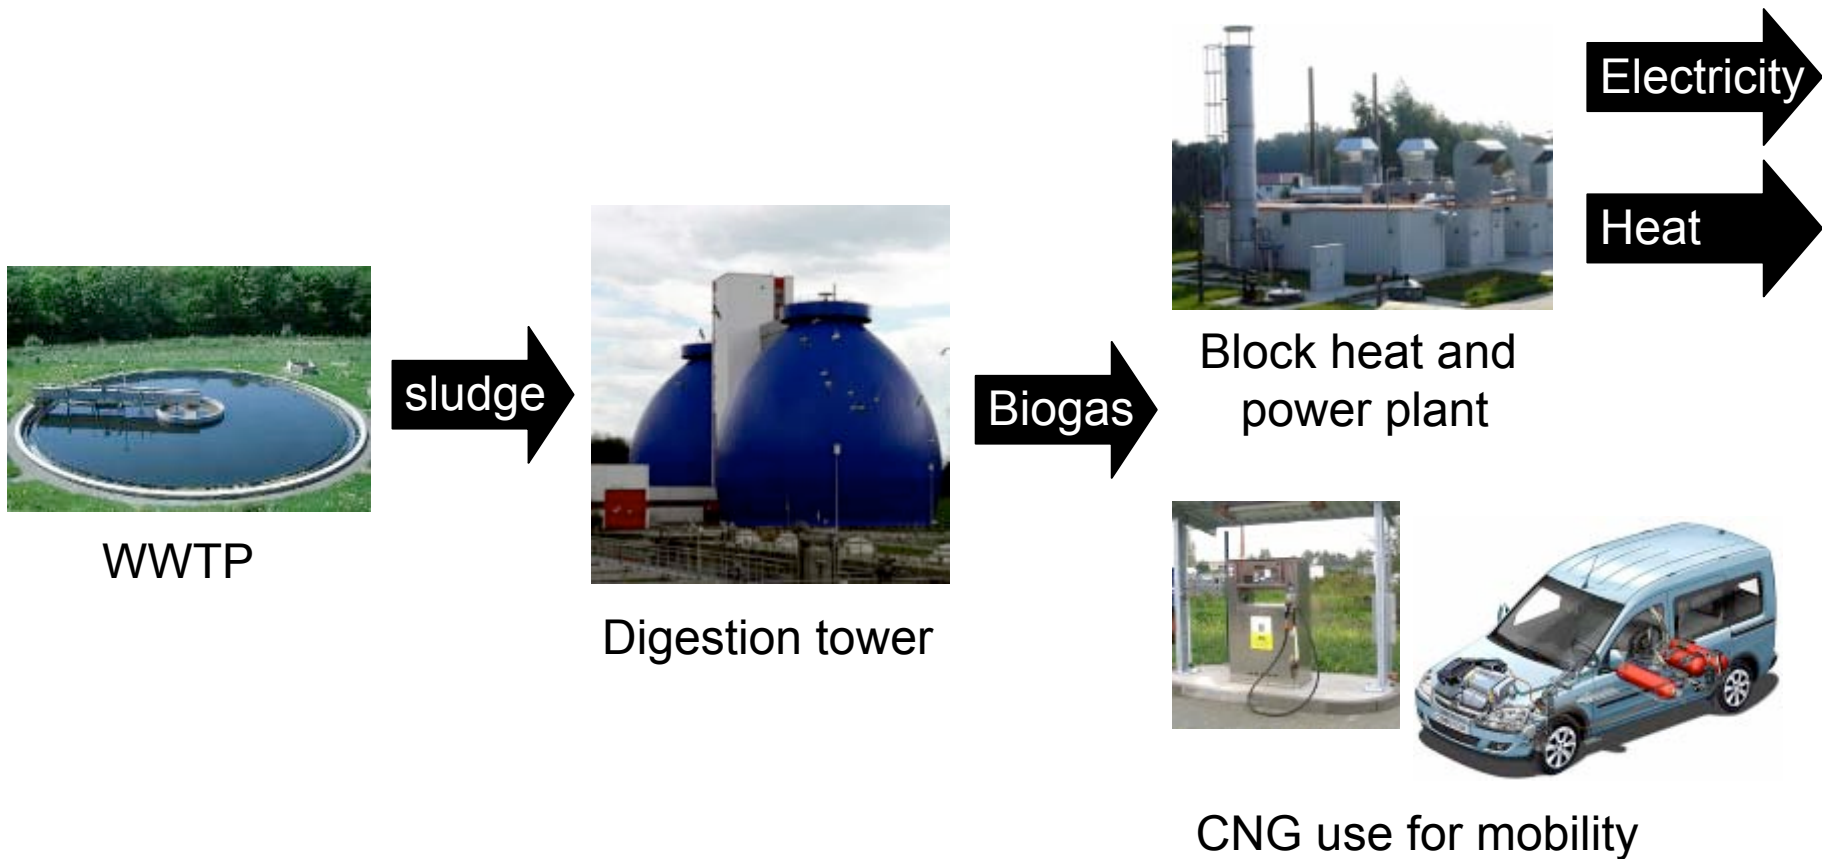 WWTP
sludge
Digestion tower
Biogas
Block heat and
power plant
Electricity
Heat
CNG use for mobility